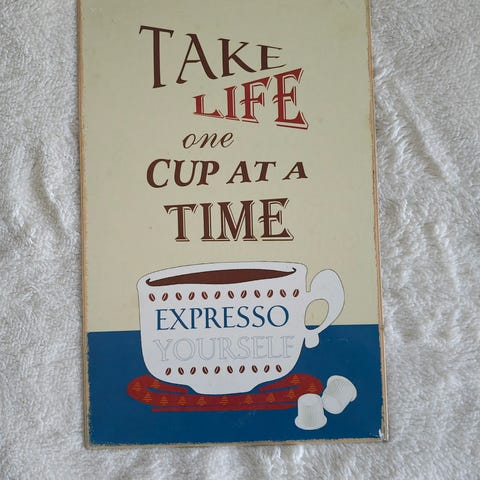 TAKE
LIFE
one
CUP AT A
TIME
EXPRESSO
YOURSELF